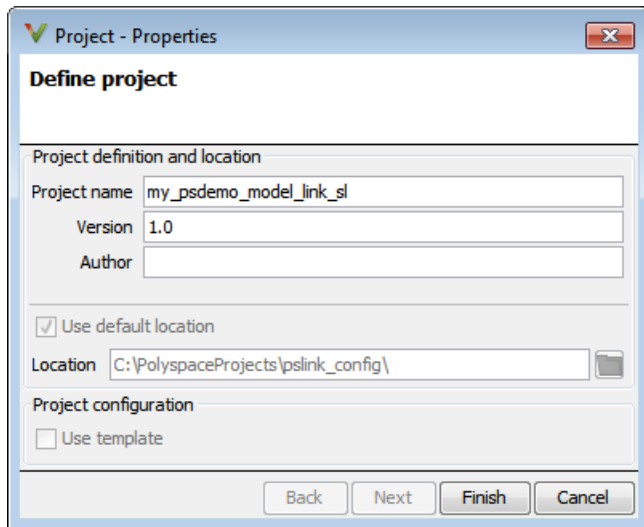 Project - Properties
Define project
Project definition and location
Project name my_psdemo_model_link_sl
Version 1.0
Author
Use default location
Location C:\PolyspaceProjects\pslink_config\
Project configuration
Use template
Back Next Finish Cancel